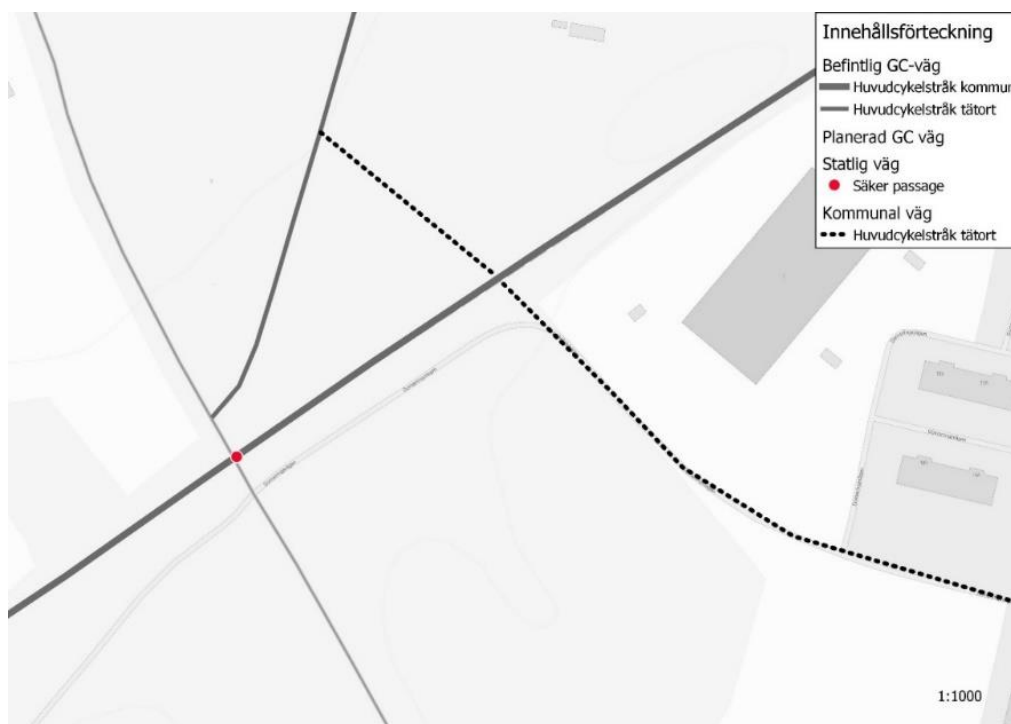 Innehållsförteckning
Befintlig GC-väg
Huvudcykelstråk kommun
Huvudcykelstråk tätort
Planerad GC väg
Statlig väg
Säker passage
Kommunal väg
Huvudcykelstråk tätort
1:1000